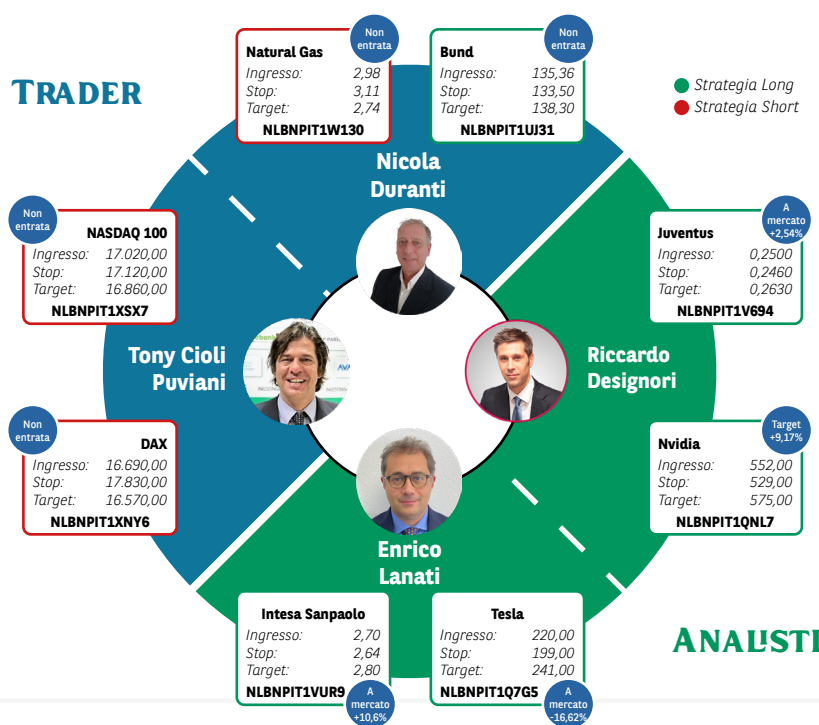 TRADER
Non
entrata
Natural Gas
Ingresso: 2,98
Stop: 3,11
Target: 2,74
NLBNPIT1W130
Non
entrata
Bund
Ingresso: 135,36
Stop: 133,50
Target: 138,30
NLBNPIT1UJ31
Strategia Long
Strategia Short
Nicola
Duranti
Non
entrata
NASDAQ 100
Ingresso: 17.020,00
Stop: 17.120,00
Target: 16.860,00
NLBNPIT1XSX7
A
mercato
+2,54%
Juventus
Ingresso: 0,2500
Stop: 0,2460
Target: 0,2630
NLBNPIT1V694
Tony Cioli
Puviani
Riccardo
Designori
Non
entrata
DAX
Ingresso: 16.690,00
Stop: 17.830,00
Target: 16.570,00
NLBNPIT1XNY6
Target
+9,17%
Nvidia
Ingresso: 552,00
Stop: 529,00
Target: 575,00
NLBNPIT1QNL7
Enrico
Lanati
Intesa Sanpaolo
Ingresso: 2,70
Stop: 2,64
Target: 2,80
NLBNPIT1VUR9
A
mercato
+10,6%
Tesla
Ingresso: 220,00
Stop: 199,00
Target: 241,00
NLBNPIT1Q7G5
A
mercato
-16,62%
ANALISTI